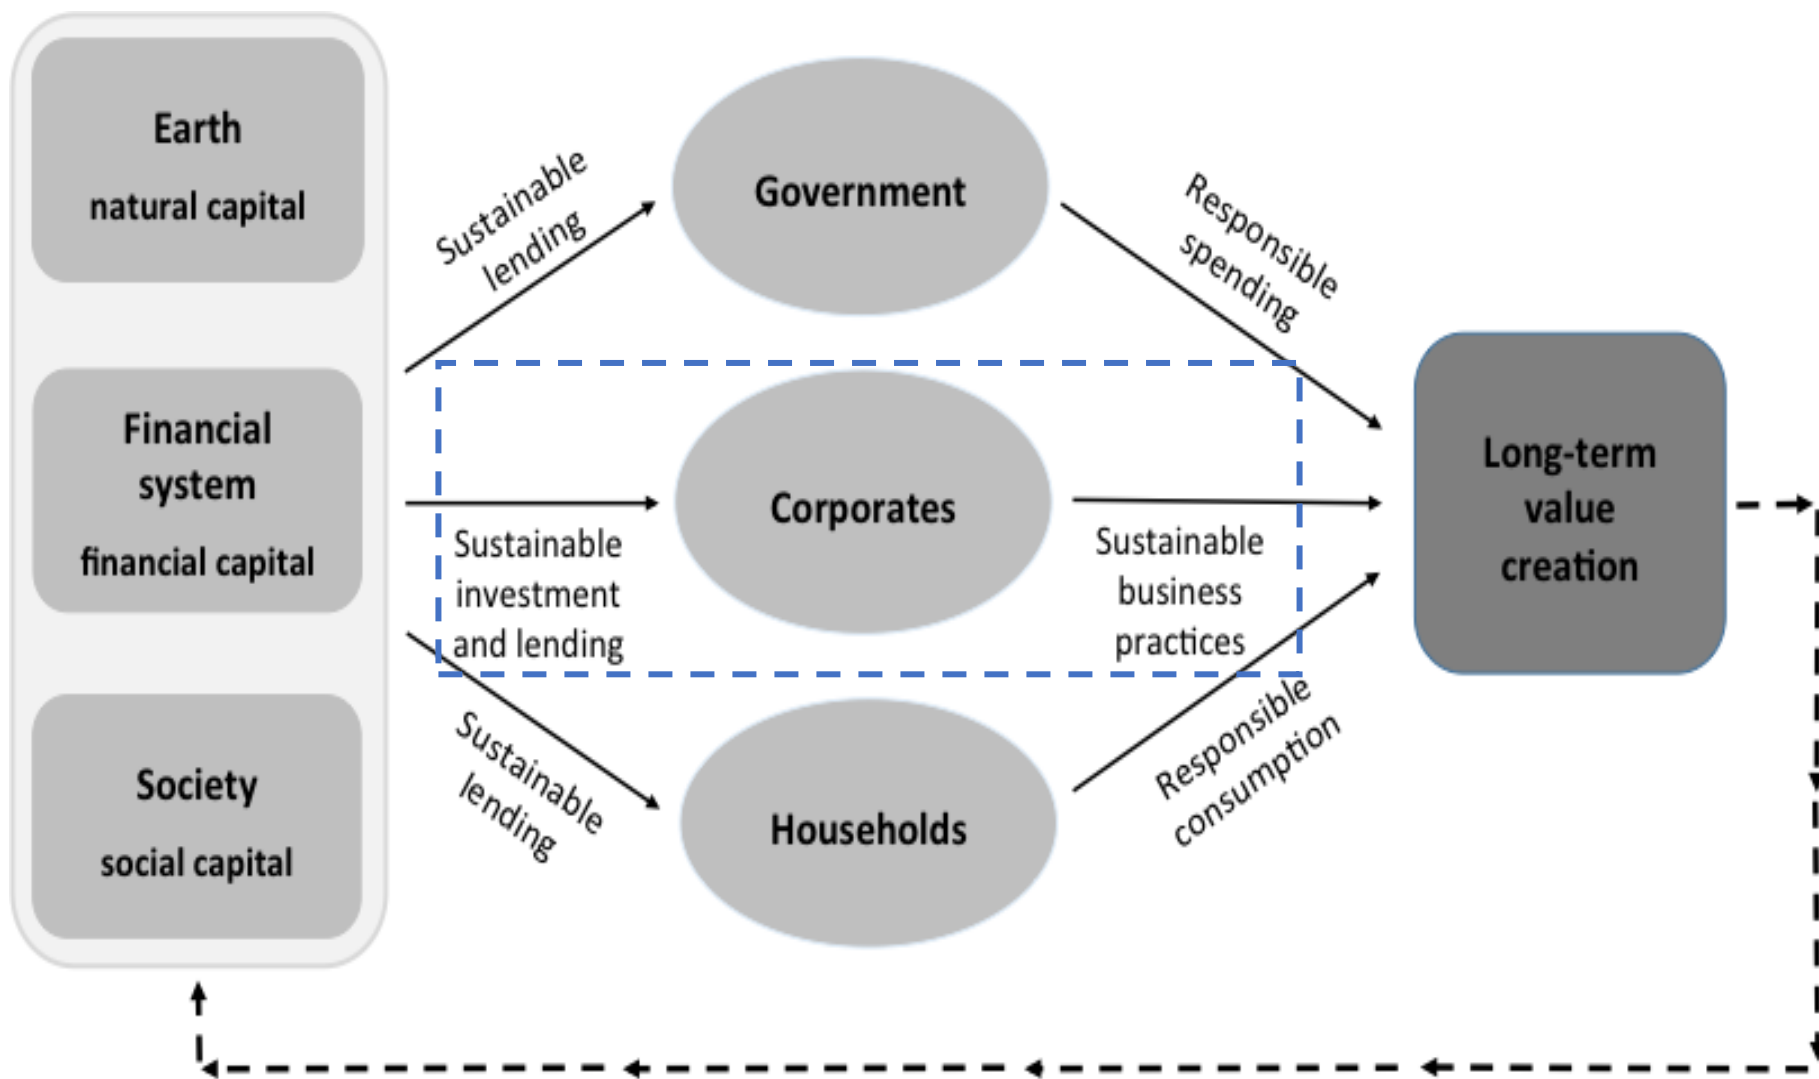 Earth
natural capital
Financial
system
financial capital
Society
social capital
Sustainable
lending
Government
Responsible
spending
Sustainable
investment
and lending
Corporates
Sustainable
business
practices
Sustainable
lending
Households
Responsible
consumption
Long-term
value
creation